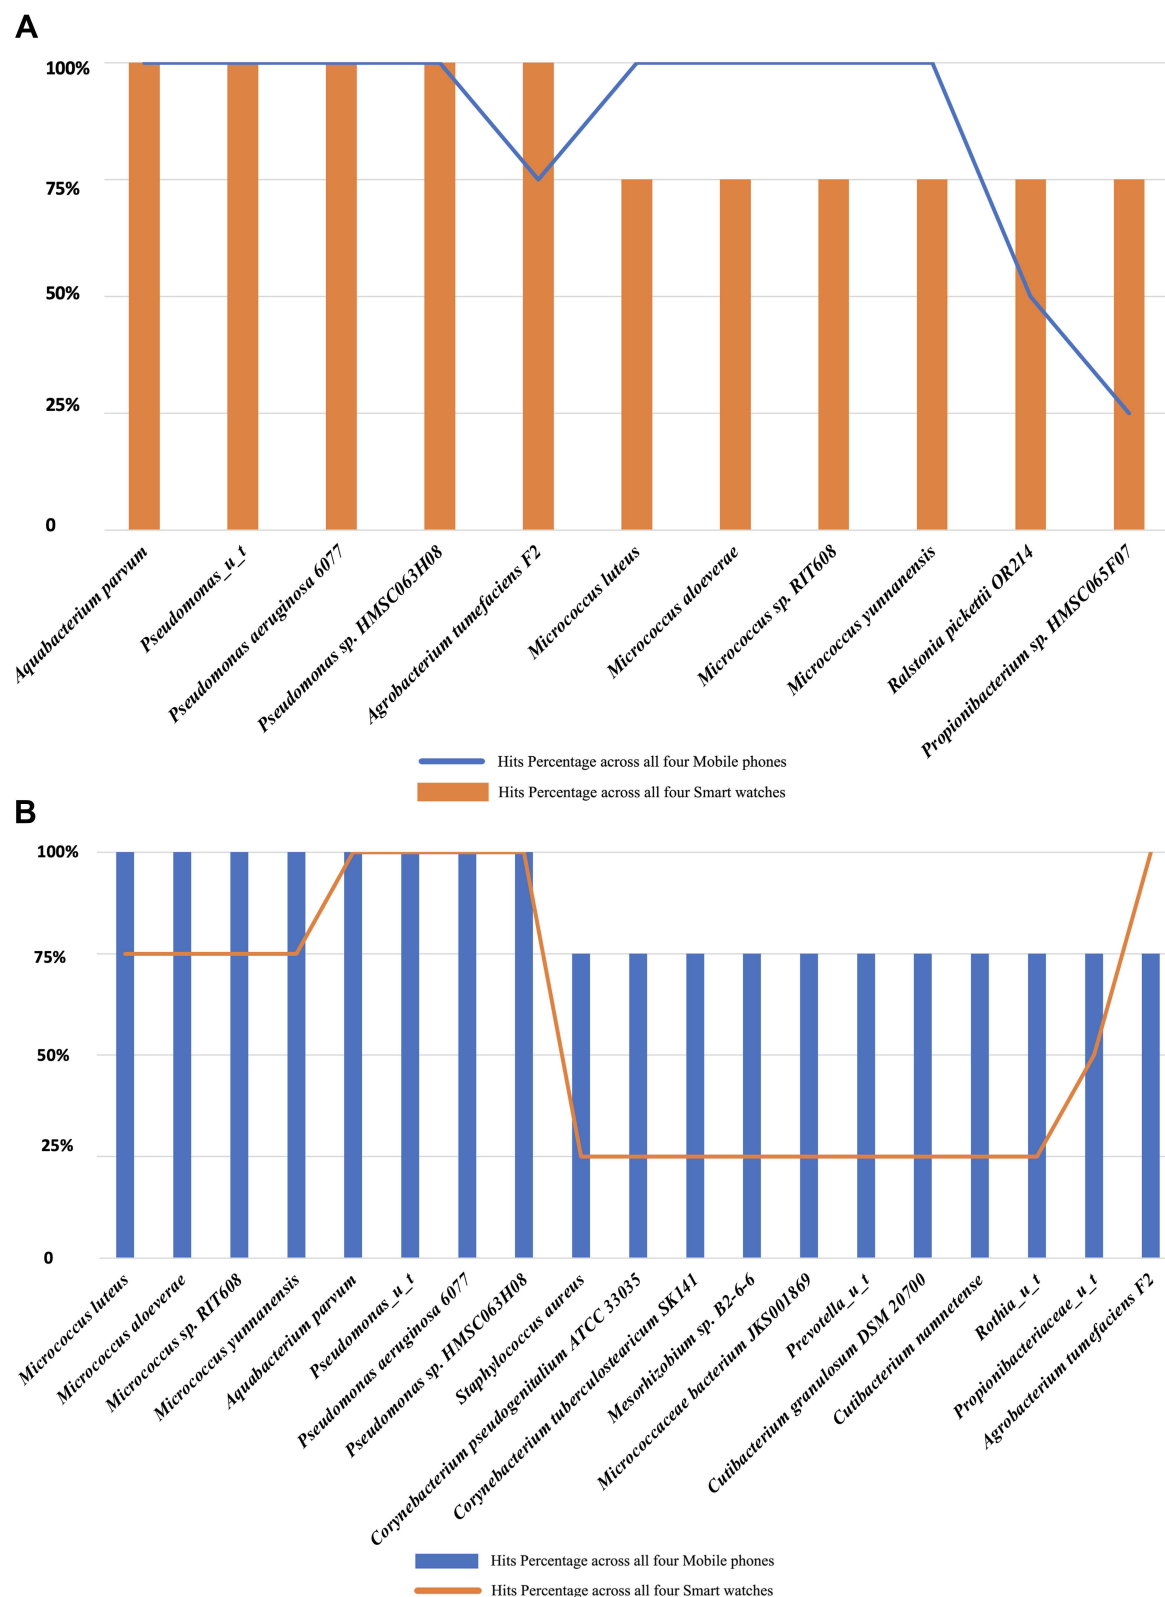 A
100%
75%
50%
25%
0
Aquabacterium parvum
Pseudomonas_u_t
Pseudomonas aeruginosa 6077
Pseudomonas sp. HMSC063H08
Agrobacterium tumefaciens F2
Micrococcus luteus
Micrococcus aloeverae
Micrococcus sp. RIT608
Micrococcus yunnanensis
Ralstonia pickettii OR214
Propionibacterium sp. HMSC065F07
Hits Percentage across all four Mobile phones
Hits Percentage across all four Smart watches
B
100%
75%
50%
25%
0
Micrococcus luteus
Micrococcus aloeverae
Micrococcus sp. RIT608
Micrococcus yunnanensis
Aquabacterium parvum
Pseudomonas_u_t
Pseudomonas aeruginosa 6077
Pseudomonas sp. HMSC063H08
Staphylococcus aureus
Corynebacterium pseudogenitalium ATCC 33035
Corynebacterium tuberculostearicum SK141
Mesorhizobium sp. B2-6-6
Micrococcaceae bacterium JKS001869
Prevotella_u_t
Cutibacterium granulosum DSM 20700
Cutibacterium namnetense
Rothia_u_t
Propionibacteriaceae_u_t
Agrobacterium tumefaciens F2
Hits Percentage across all four Mobile phones
Hits Percentage across all four Smart watches